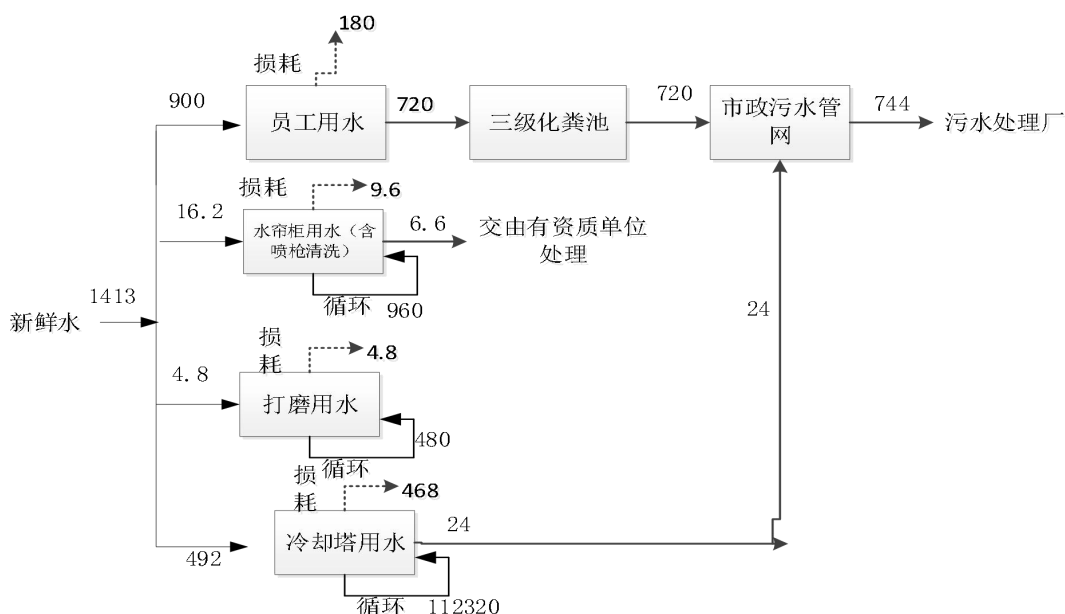 180
损耗
900
员工用水
720
三级化粪池
720
市政污水管
网
744
污水处理厂
损耗
9.6
16.2
水帘柜用水（含
喷枪清洗）
6.6
交由有资质单位
处理
循环
960
新鲜水
1413
24
损
耗
4.8
4.8
打磨用水
480
循环
损
耗
468
492
冷却塔用水
24
循环
112320